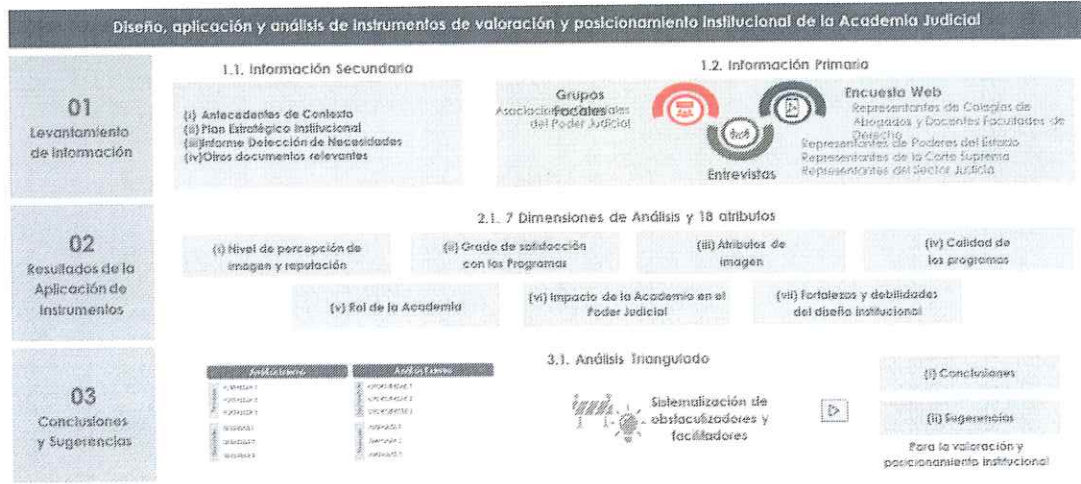 Diseño, aplicación y análisis de instrumentos de valoración y posicionamiento institucional de la Academia Judicial
01
Levantamiento
de información
1.1. Información Secundaria
(i) Antecedentes de Contexto
(ii) Plan Estratégico Institucional
(iii)Informe Detección de Necesidades
(iv)Otros documentos relevantes
1.2. Información Primaria
Grupos
Focales
Asociaciones Gremiales
del Poder Judicial
Entrevistas
Encuesta Web
Representantes de Colegios de
Abogados y Docentes Facultades de
Derecho
Representantes de Poderes del Estado
Representantes de la Corte Suprema
Representantes del Sector Justicia
02
Resultados de la
Aplicación de
Instrumentos
2.1. 7 Dimensiones de Análisis y 18 atributos
(i) Nivel de percepción de
imagen y reputación
(ii) Grado de satisfacción
con los Programas
(iii) Atributos de
imagen
(iv) Calidad de
los programas
(v) Rol de la Academia
(vi) Impacto de la Academia en el
Poder Judicial
(vii) Fortalezas y debilidades
del diseño institucional
03
Conclusiones
y Sugerencias
Análisis Interno
Análisis Externo
3.1. Análisis Triangulado
Sistematización de
obstaculizadores y
facilitadores
(i) Conclusiones
(ii) Sugerencias
Para la valoración y
posicionamiento institucional